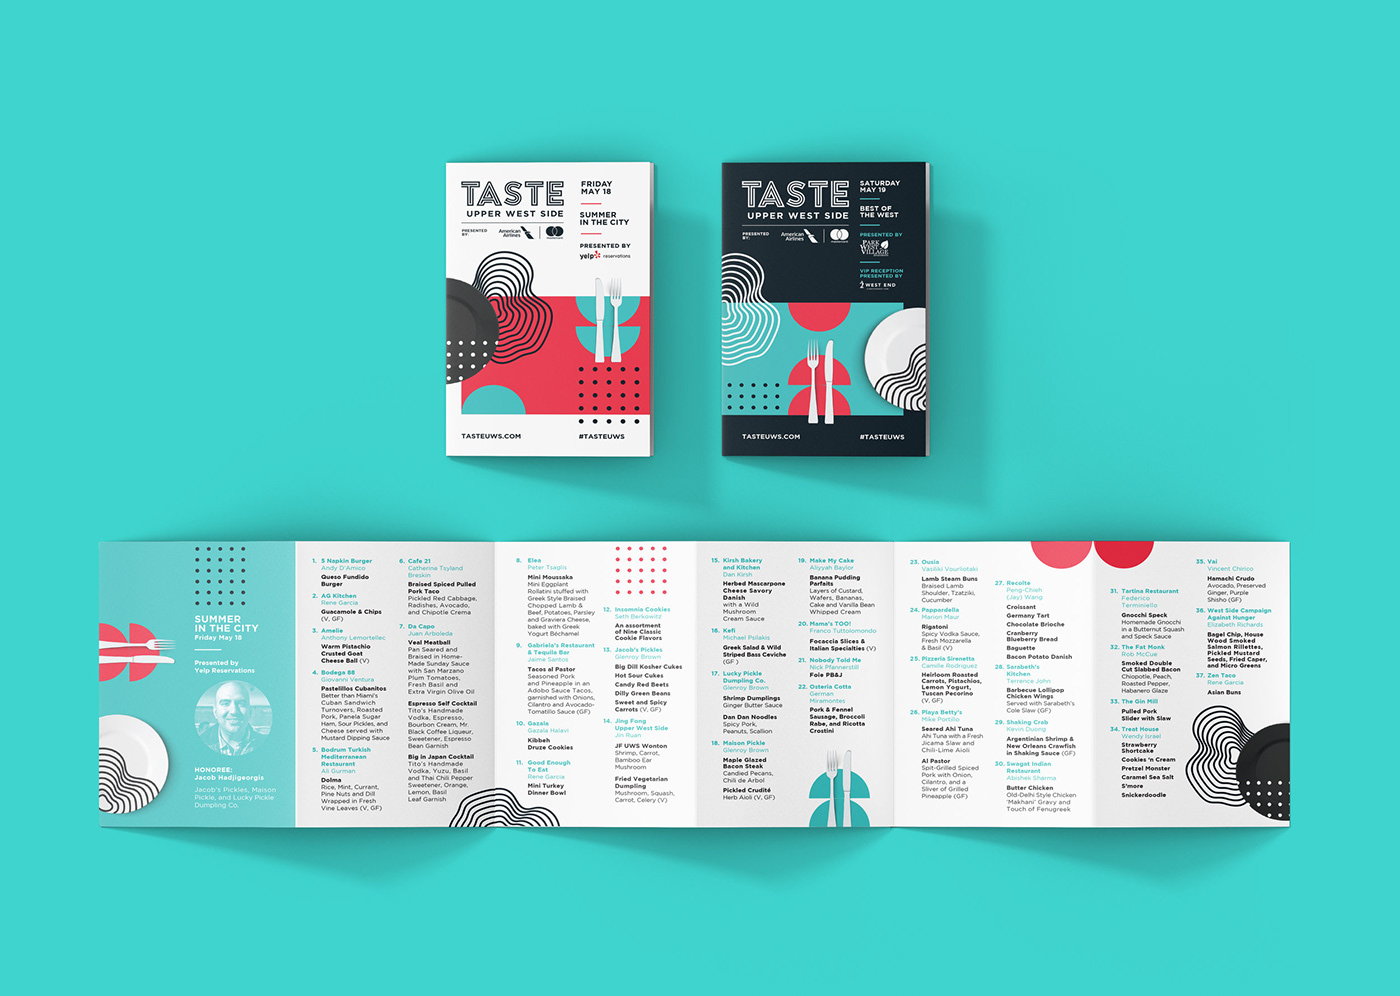 TASTE
UPPER WEST SIDE
PRESENTED
BY:
American
Airlines
mastercard
FRIDAY
MAY 18
SUMMER
IN THE CITY
PRESENTED BY
yelp reservations
TASTEUWS.COM
#TASTEUWS
TASTE
UPPER WEST SIDE
PRESENTED
BY:
American
Airlines
mastercard
SATURDAY
MAY 19
BEST OF
THE WEST
PRESENTED BY
PARK
WEST
VILLAGE
VIP RECEPTION
PRESENTED BY
WEST END
TASTEUWS.COM
#TASTEUWS
SUMMER
IN THE CITY
Friday May 18
Presented by
Yelp Reservations
HONOREE:
Jacob Hadjigeorgis
Jacob's Pickles, Maison
Pickle, and Lucky Pickle
Dumpling Co.
1. 5 Napkin Burger
Andy D'Amico
Queso Fundido
Burger
2. AG Kitchen
Rene Garcia
Guacamole & Chips
(V, GF)
3. Amelie
Anthony Lemortellec
Warm Pistachio
Crusted Goat
Cheese Ball (V)
4. Bodega 88
Giovanni Ventura
Pastelillos Cubanitos
Better than Miami's
Cuban Sandwich
Turnovers, Roasted
Pork, Panela Sugar
Ham, Sour Pickles, and
Cheese served with
Mustard Dipping Sauce
5. Bodrum Turkish
Mediterranean
Restaurant
Ali Gurman
Dolma
Rice, Mint, Currant,
Pine Nuts and Dill
Wrapped in Fresh
Vine Leaves (V, GF)
6. Cafe 21
Catherine Tsyland
Breskin
Braised Spiced Pulled
Pork Taco
Pickled Red Cabbage,
Radishes, Avocado,
and Chipotle Crema
7. Da Capo
Juan Arboleda
Veal Meatball
Pan Seared and
Braised in Home-
Made Sunday Sauce
with San Marzano
Plum Tomatoes,
Fresh Basil and
Extra Virgin Olive Oil
Espresso Self Cocktail
Tito's Handmade
Vodka, Espresso,
Bourbon Cream, Mr.
Black Coffee Liqueur,
Sweetener, Espresso
Bean Garnish
Big in Japan Cocktail
Tito's Handmade
Vodka, Yuzu, Basil
and Thai Chili Pepper
Sweetener, Orange,
Lemon, Basil
Leaf Garnish
8. Elea
Peter Tsaglis
Mini Moussaka
Mini Eggplant
Rollatini stuffed with
Greek Style Braised
Chopped Lamb &
Beef, Potatoes, Parsley
and Graviera Cheese,
baked with Greek
Yogurt Béchamel
9. Gabriela's Restaurant
& Tequila Bar
Jaime Santos
Tacos al Pastor
Seasoned Pork
and Pineapple in an
Adobo Sauce Tacos,
garnished with Onions,
Cilantro and Avocado-
Tomatillo Sauce (GF)
10. Gazala
Gazala Halavi
Kibbeh
Druze Cookies
11. Good Enough
To Eat
Rene Garcia
Mini Turkey
Dinner Bowl
12. Insomnia Cookies
Seth Berkowitz
An assortment
of Nine Classic
Cookie Flavors
13. Jacob's Pickles
Glenroy Brown
Big Dill Kosher Cukes
Hot Sour Cukes
Candy Red Beets
Dilly Green Beans
Sweet and Spicy
Carrots (V, GF)
14. Jing Fong
Upper West Side
Jin Ruan
JF UWS Wonton
Shrimp, Carrot,
Bamboo Ear
Mushroom
Fried Vegetarian
Dumpling
Mushroom, Squash,
Carrot, Celery (V)
15. Kirsh Bakery
and Kitchen
Dan Kirsh
Herbed Mascarpone
Cheese Savory
Danish
with a Wild
Mushroom
Cream Sauce
16. Kefi
Michael Psilakis
Greek Salad & Wild
Striped Bass Ceviche
(GF )
17. Lucky Pickle
Dumpling Co.
Glenroy Brown
Shrimp Dumplings
Ginger Butter Sauce
Dan Dan Noodles
Spicy Pork,
Peanuts, Scallion
18. Maison Pickle
Glenroy Brown
Maple Glazed
Bacon Steak
Candied Pecans,
Chili de Arbol
Pickled Crudité
Herb Aioli (V, GF)
19. Make My Cake
Aliyyah Baylor
Banana Pudding
Parfaits
Layers of Custard,
Wafers, Bananas,
Cake and Vanilla Bean
Whipped Cream
20. Mama's TOO!
Franco Tuttolomondo
Focaccia Slices &
Italian Specialties (V)
21. Nobody Told Me
Nick Pfannerstill
Foie PB&J
22. Osteria Cotta
German
Miramontes
Pork & Fennel
Sausage, Broccoli
Rabe, and Ricotta
Crostini
23. Ousia
Vasiliki Vourliotaki
Lamb Steam Buns
Braised Lamb
Shoulder, Tzatziki,
Cucumber
24. Pappardella
Marion Maur
Rigatoni
Spicy Vodka Sauce,
Fresh Mozzarella
& Basil (V)
25. Pizzeria Sirenetta
Camille Rodriguez
Heirloom Roasted
Carrots, Pistachios,
Lemon Yogurt,
Tuscan Pecorino
(V, GF)
26. Playa Betty's
Mike Portillo
Seared Ahi Tuna
Ahi Tuna with a Fresh
Jicama Slaw and
Chili-Lime Aioli
Al Pastor
Spit-Grilled Spiced
Pork with Onion,
Cilantro, and a
Sliver of Grilled
Pineapple (GF)
27. Recolte
Peng-Chieh
(Jay) Wang
Croissant
Germany Tart
Chocolate Brioche
Cranberry
Blueberry Bread
Baguette
Bacon Potato Danish
28. Sarabeth's
Kitchen
Terrence John
Barbecue Lollipop
Chicken Wings
Served with Sarabeth's
Cole Slaw (GF)
29. Shaking Crab
Kevin Duong
Argentinian Shrimp &
New Orleans Crawfish
in Shaking Sauce (GF)
30. Swagat Indian
Restaurant
Abishek Sharma
Butter Chicken
Old-Delhi Style Chicken
'Makhani' Gravy and
Touch of Fenugreek
31. Tartina Restaurant
Federico
Terminiello
Gnocchi Speck
Homemade Gnocchi
in a Butternut Squash
and Speck Sauce
32. The Fat Monk
Rob McCue
Smoked Double
Cut Slabbed Bacon
Chiopotle, Peach,
Roasted Pepper,
Habanero Glaze
33. The Gin Mill
Pulled Pork
Slider with Slaw
34. Treat House
Wendy Israel
Strawberry
Shortcake
Cookies 'n Cream
Pretzel Monster
Caramel Sea Salt
S'more
Snickerdoodle
35. Vai
Vincent Chirico
Hamachi Crudo
Avocado, Preserved
Ginger, Purple
Shisho (GF)
36. West Side Campaign
Against Hunger
Elizabeth Richards
Bagel Chip, House
Wood Smoked
Salmon Rillettes,
Pickled Mustard
Seeds, Fried Caper,
and Micro Greens
37. Zen Taco
Rene Garcia
Asian Buns